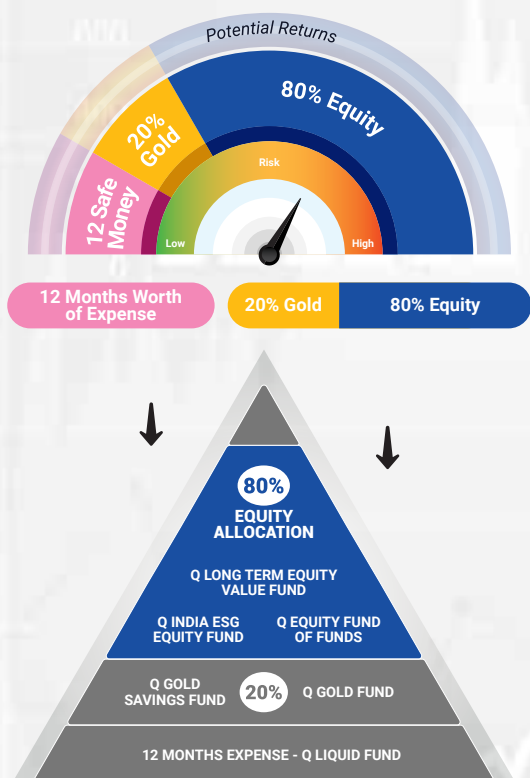 Potential Returns
80% Equity
20%
Gold
12 Safe
Money
Risk
Low
High
12 Months Worth
of Expense
20% Gold
80% Equity
80%
EQUITY
ALLOCATION
Q LONG TERM EQUITY
VALUE FUND
Q INDIA ESG
EQUITY FUND
Q EQUITY FUND
OF FUNDS
Q GOLD
SAVINGS FUND
20%
Q GOLD FUND
12 MONTHS EXPENSE - Q LIQUID FUND